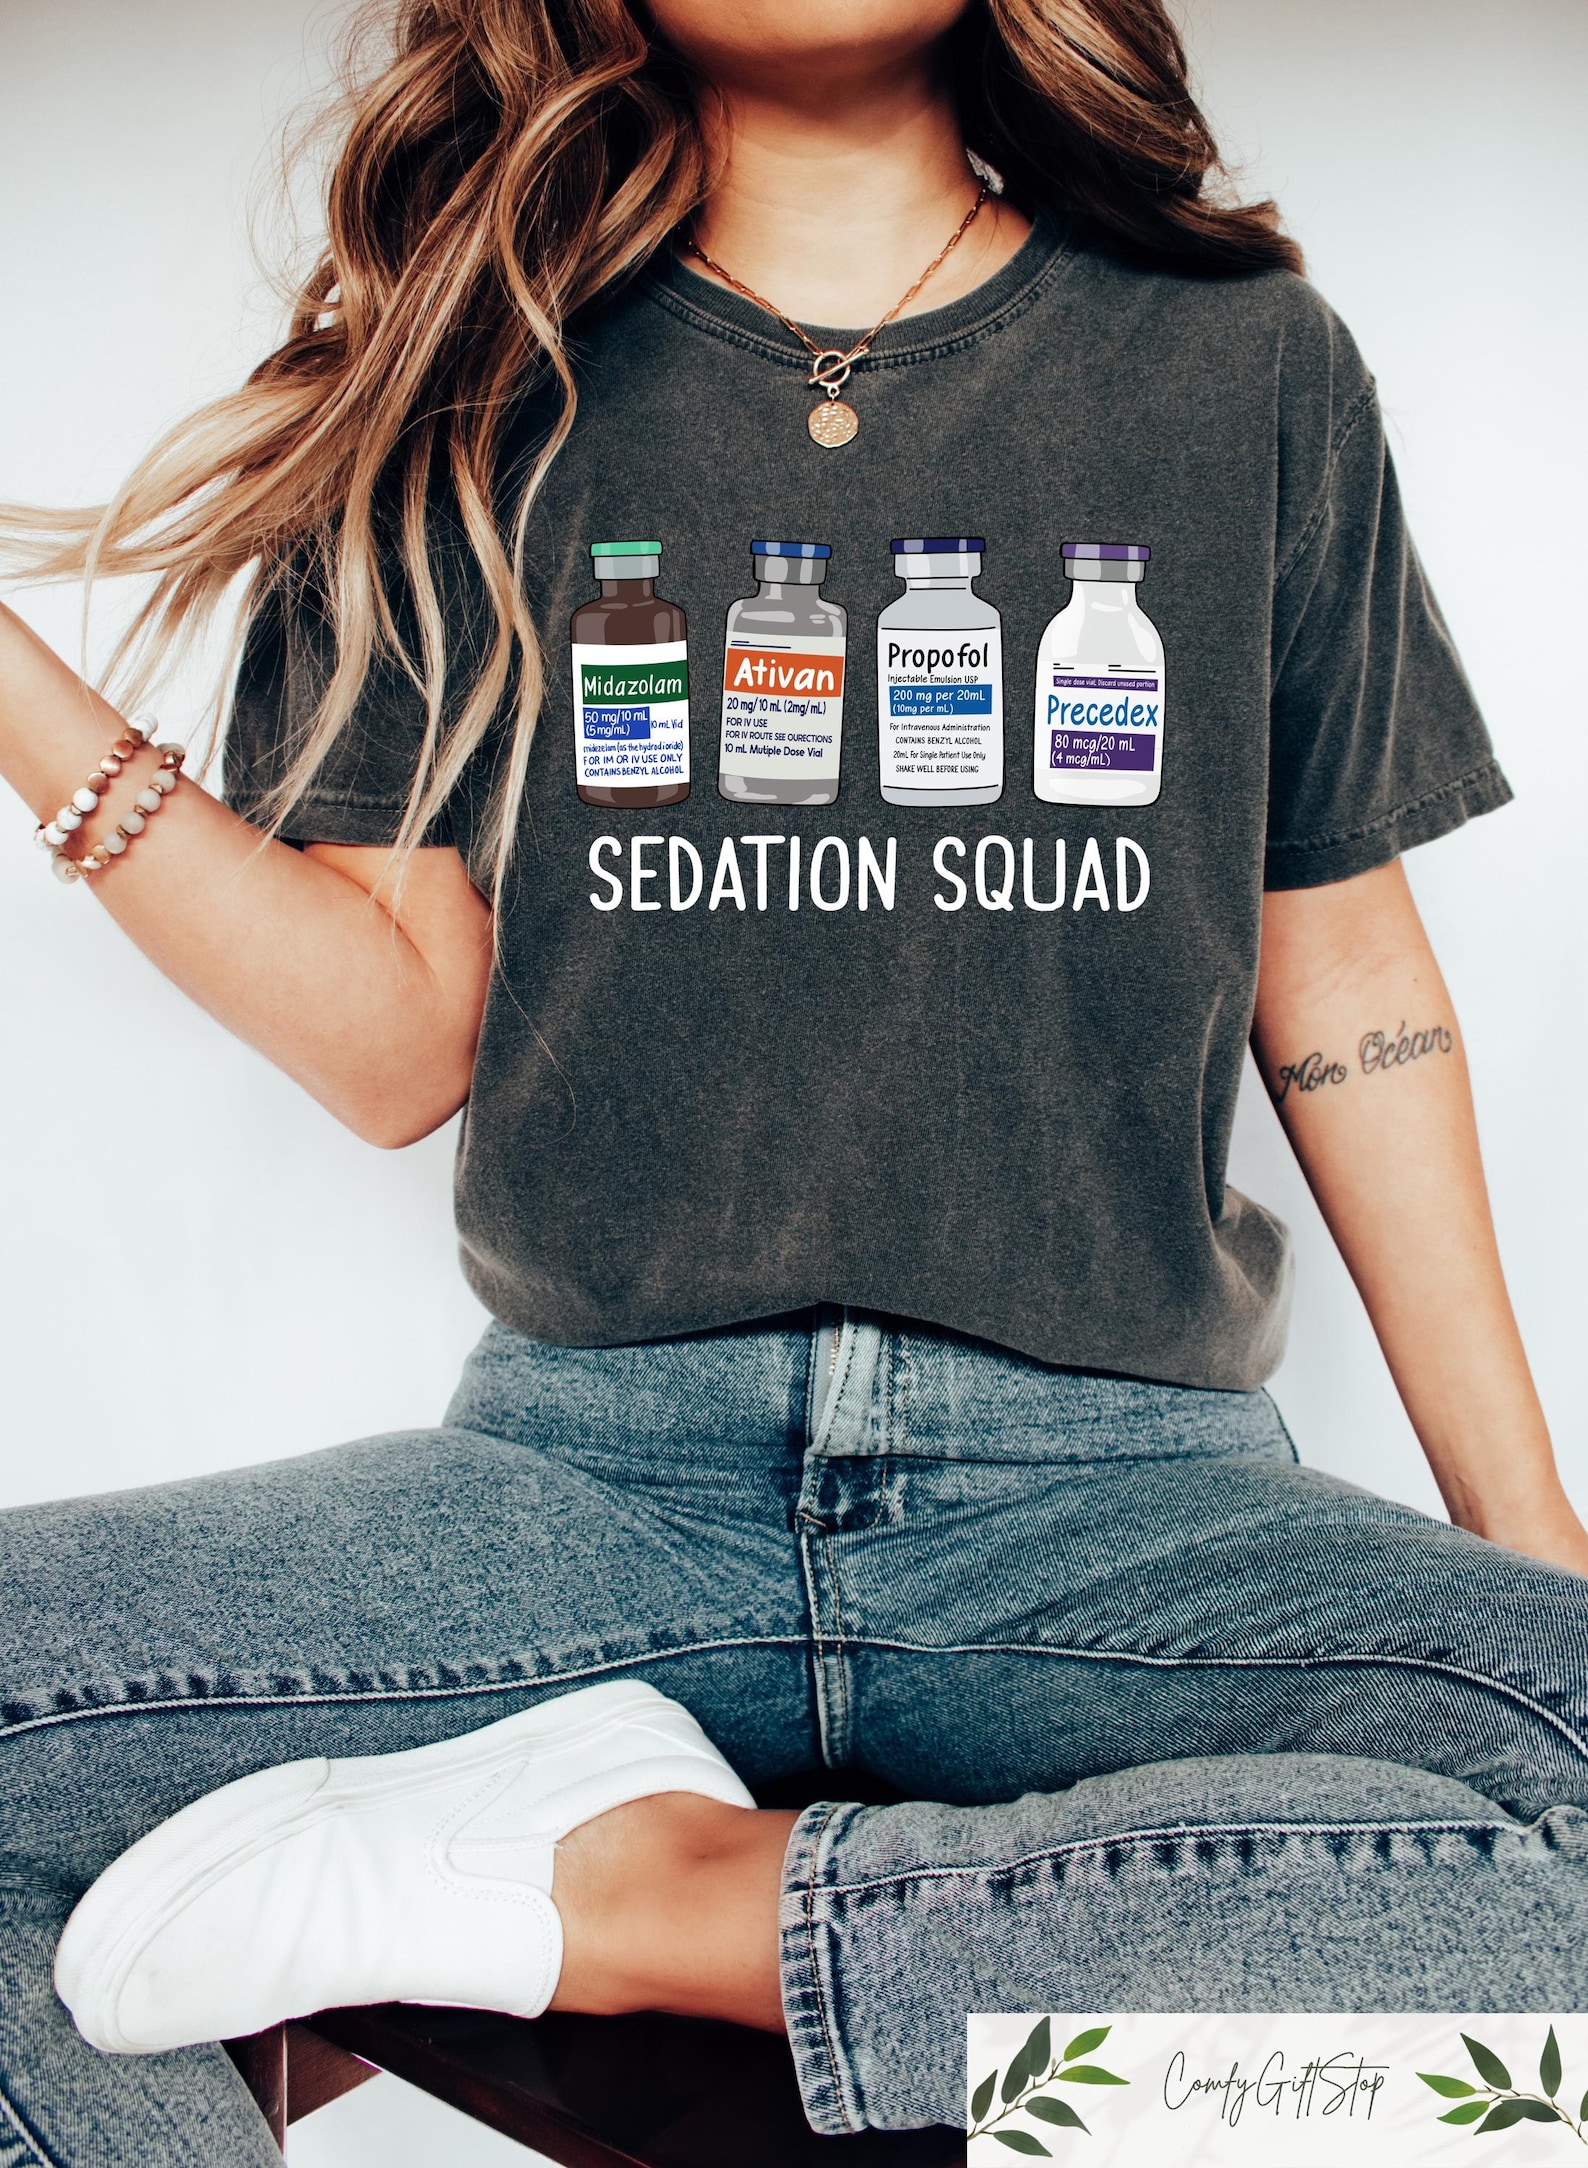 Midazolam
50 mg/10 mL
(5 mg/mL)
10 mL Vial
midezelam (as the hydrod ioride)
FOR IM OR IV USE ONLY
CONTAINS BENZYL ALCOHOL
Ativan
20 mg/10 mL (2mg/mL)
FOR IV USE
FOR IV ROUTE SEE OURECTIONS
10 mL Mutiple Dose Vial
Propofol
Injectable Emulsion USP
200 mg per 20mL
(10mg per mL)
For Intravenous Administration
CONTAINS BENZYL ALCOHOL
20mL For Single Patient Use Only
SHAKE WELL BEFORE USING
Single dose vial. Discard unused portion
Precedex
80 mcg/20 mL
(4 mcg/mL)
SEDATION SQUAD
Mon Océan
ComfyGiftStop